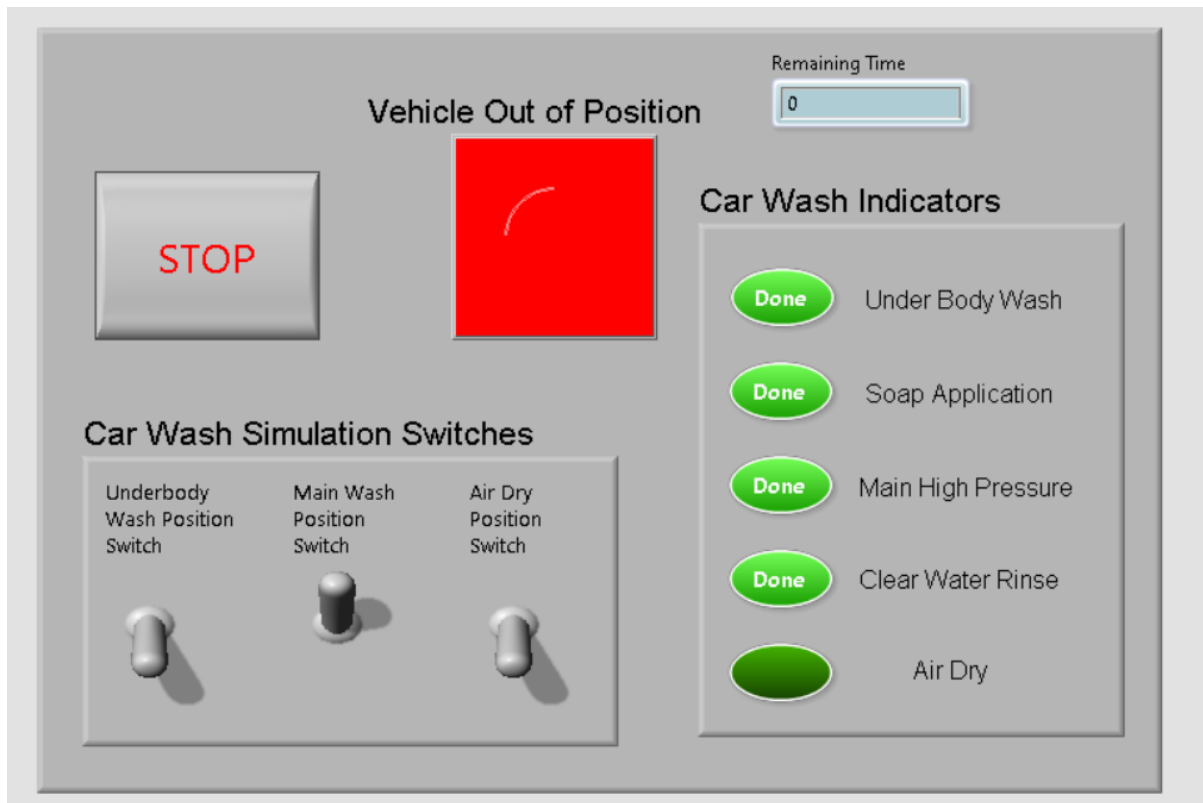 Remaining Time
0
Vehicle Out of Position
STOP
Car Wash Indicators
Done Under Body Wash
Done Soap Application
Done Main High Pressure
Done Clear Water Rinse
Air Dry
Car Wash Simulation Switches
Underbody
Wash Position
Switch
Main Wash
Position
Switch
Air Dry
Position
Switch